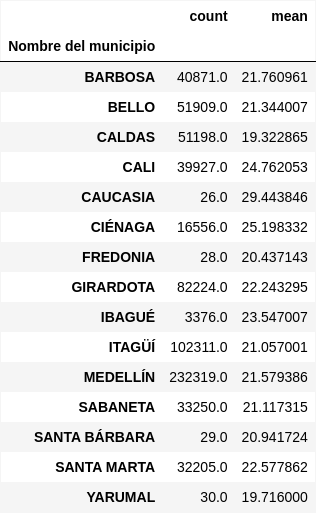 count mean
Nombre del municipio
BARBOSA 40871.0 21.760961
BELLO 51909.0 21.344007
CALDAS 51198.0 19.322865
CALI 39927.0 24.762053
CAUCASIA 26.0 29.443846
CIÉNAGA 16556.0 25.198332
FREDONIA 28.0 20.437143
GIRARDOTA 82224.0 22.243295
IBAGUÉ 3376.0 23.547007
ITAGÜÍ 102311.0 21.057001
MEDELLÍN 232319.0 21.579386
SABANETA 33250.0 21.117315
SANTA BÁRBARA 29.0 20.941724
SANTA MARTA 32205.0 22.577862
YARUMAL 30.0 19.716000